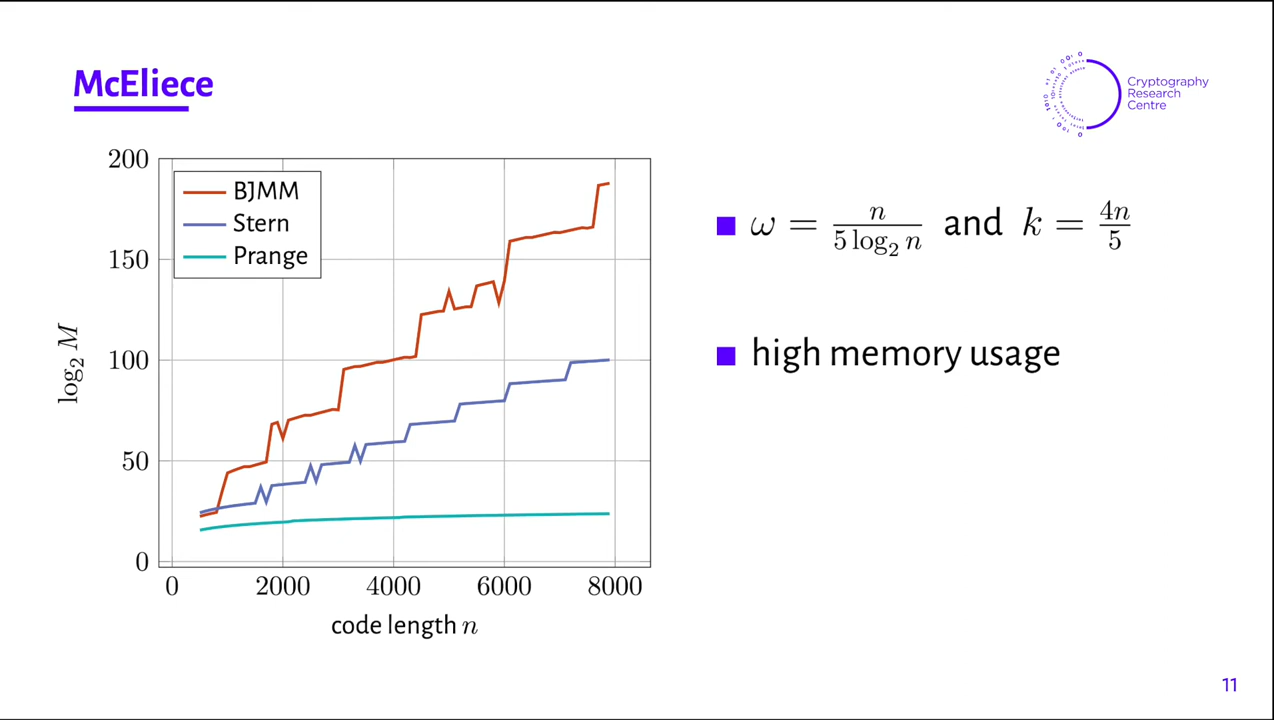 McEliece
Cryptography
Research
Centre
200
150
100
50
0
log₂ M
BJMM
Stern
Prange
0 2000 4000 6000 8000
code length n
ω = n / (5 log₂ n) and k = 4n / 5
high memory usage
11